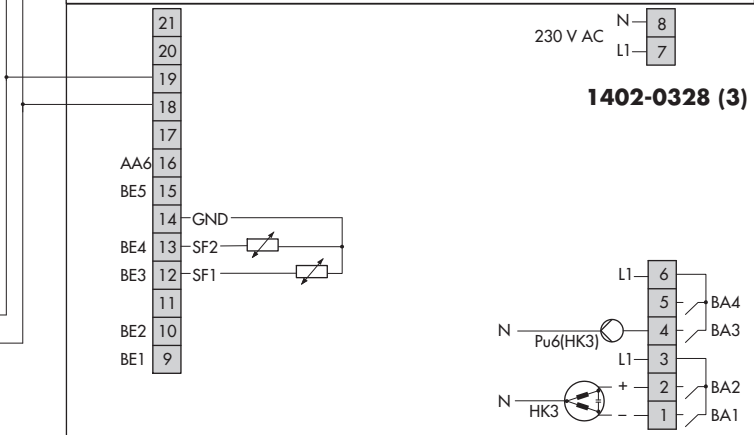 21
20
19
18
17
AA6 16
BE5 15
14 GND
BE4 13 SF2
BE3 12 SF1
11
BE2 10
BE1 9
230 V AC
N 8
L1 7
1402-0328 (3)
L1 6
5 BA4
N Pu6(HK3) 4 BA3
L1 3
+ 2 BA2
N HK3 − 1 BA1